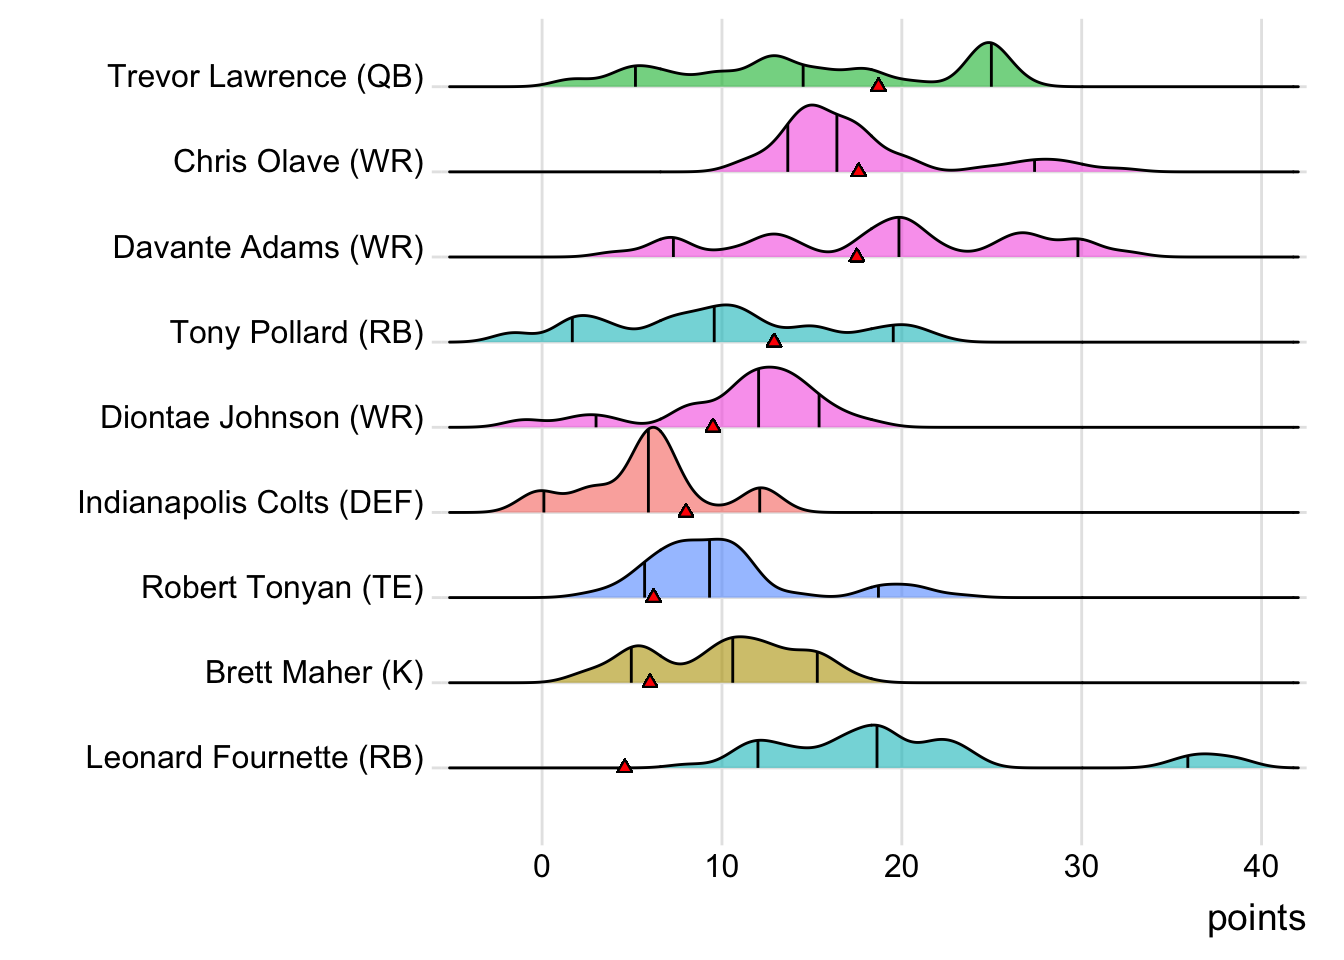 Trevor Lawrence (QB)
Chris Olave (WR)
Davante Adams (WR)
Tony Pollard (RB)
Diontae Johnson (WR)
Indianapolis Colts (DEF)
Robert Tonyan (TE)
Brett Maher (K)
Leonard Fournette (RB)
0 10 20 30 40
points